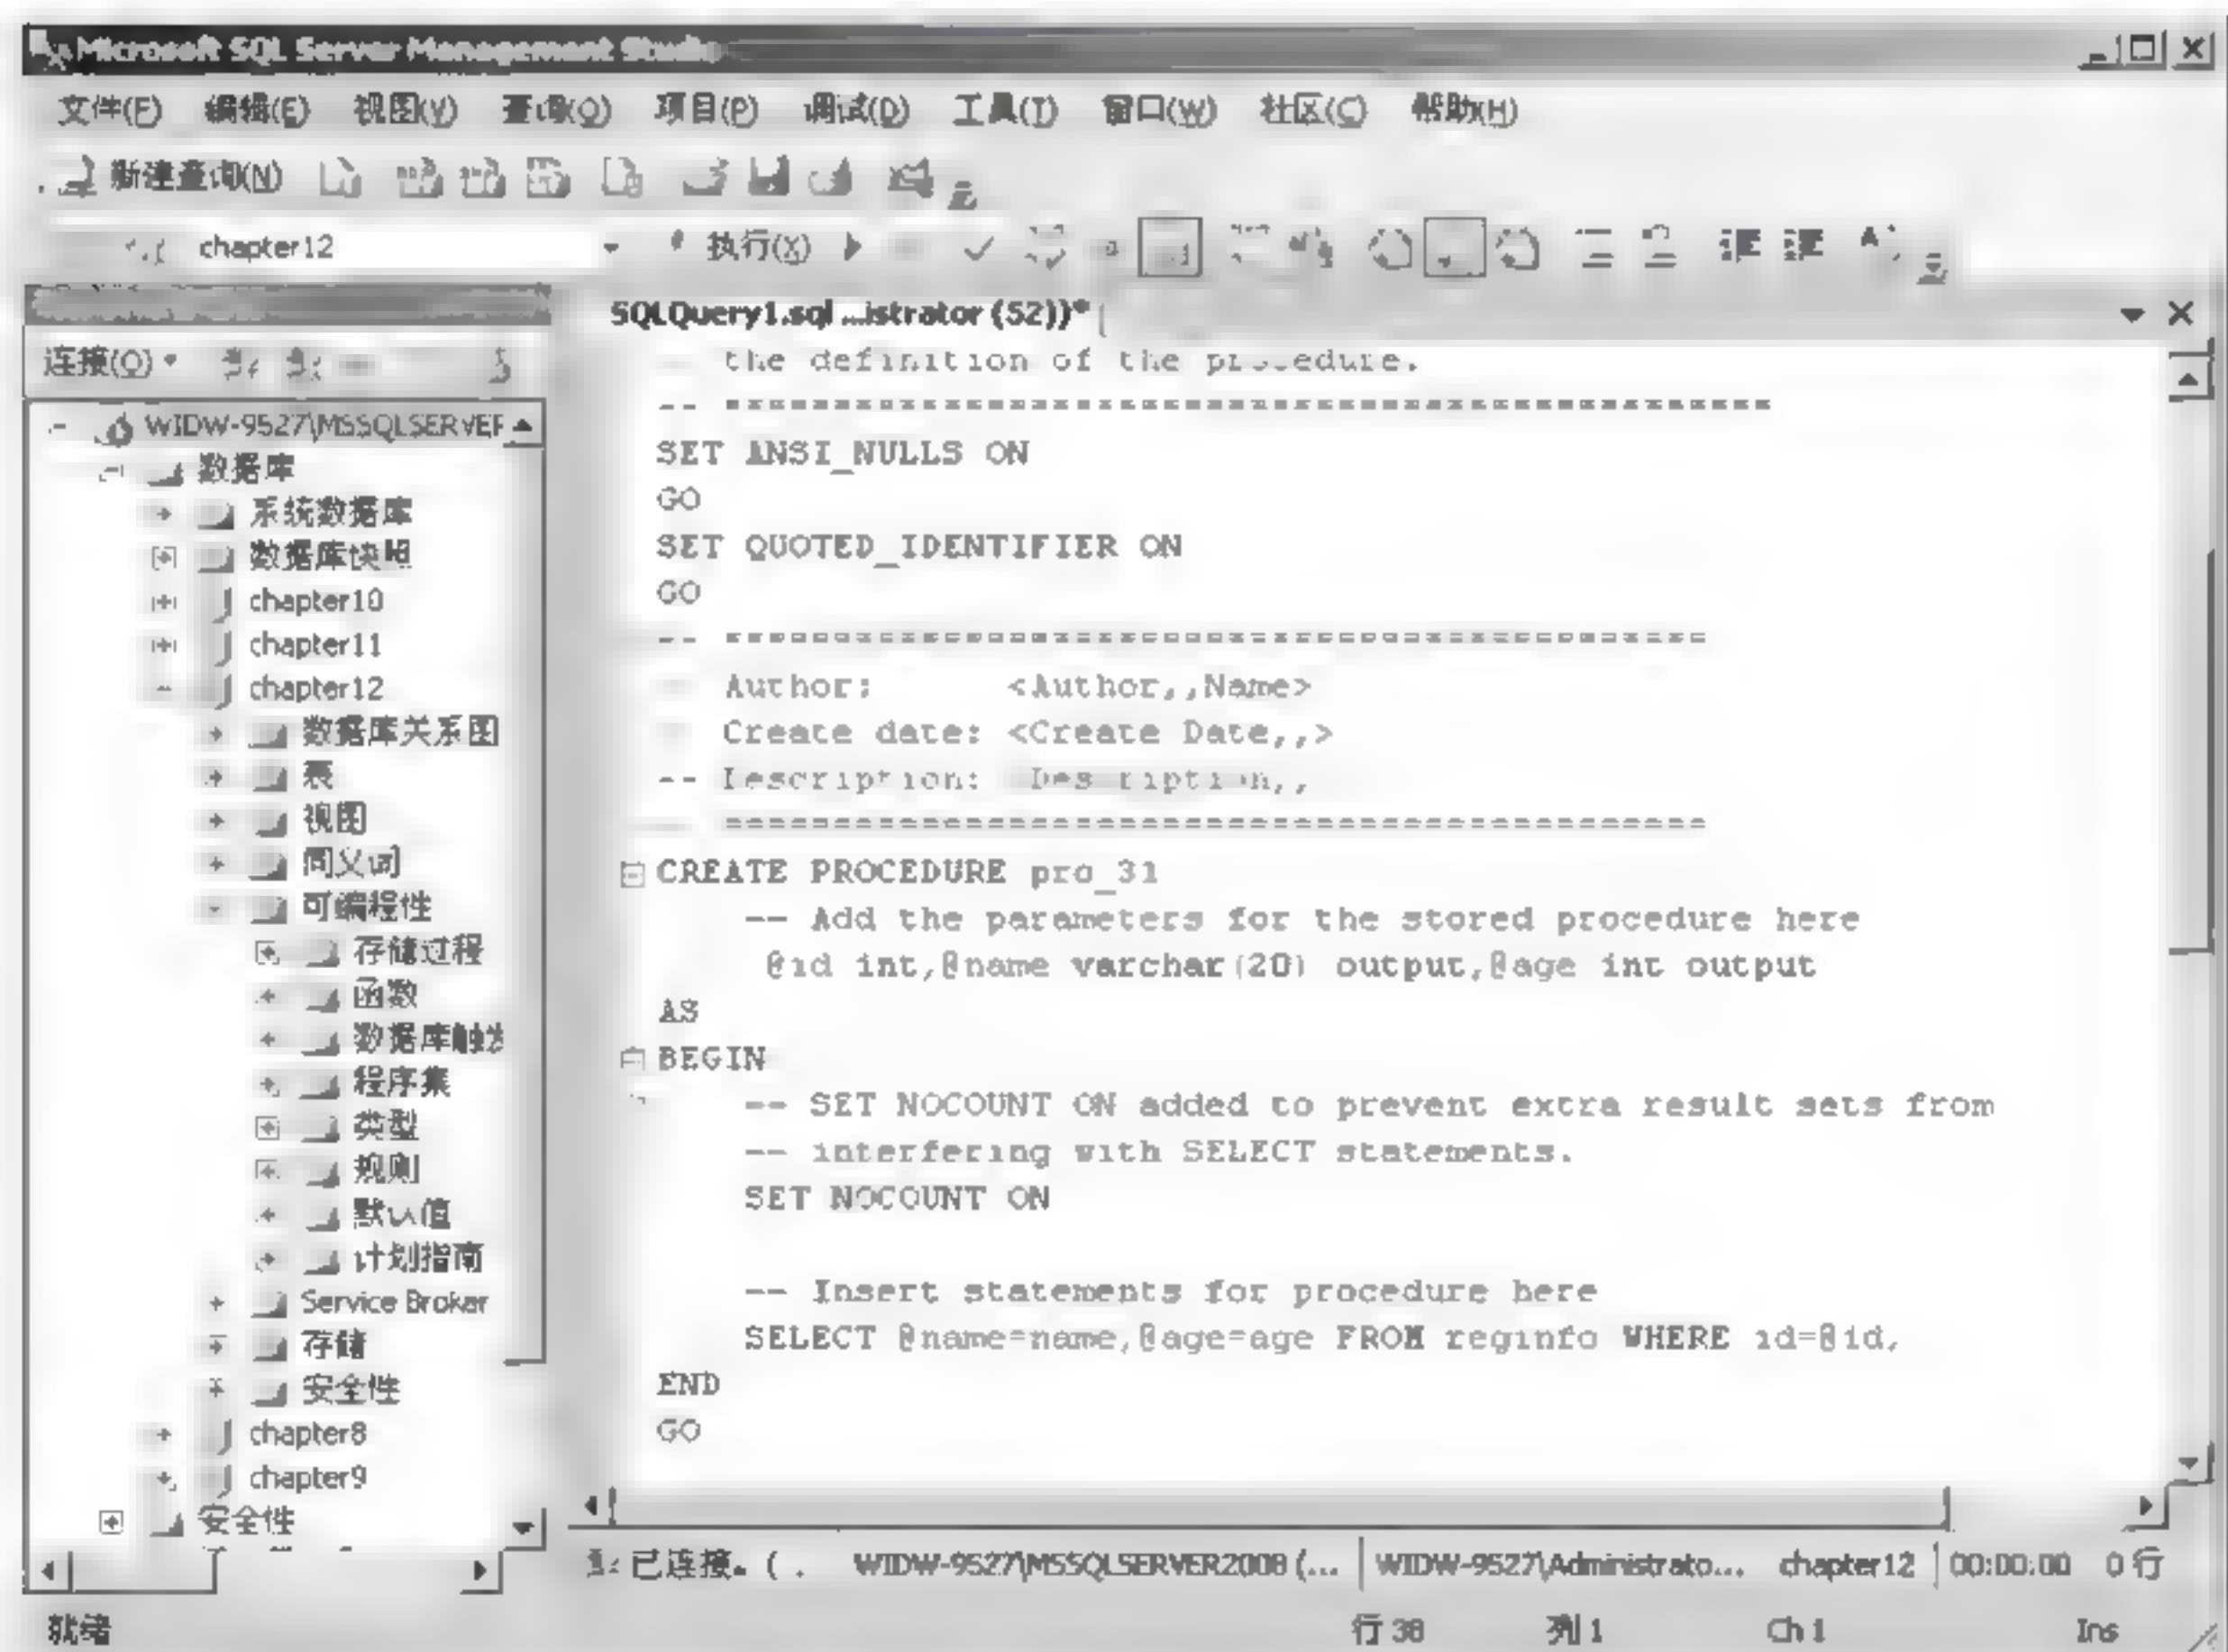 Microsoft SQL Server Management Studio
文件(F) 编辑(E) 视图(V) 查询(Q) 项目(P) 调试(D) 工具(T) 窗口(W) 社区(C) 帮助(H)
新建查询(N)
chapter12 执行(X)
连接(O)
WIDW-9527\MSSQLSERVER
数据库
系统数据库
数据库快照
chapter10
chapter11
chapter12
数据库关系图
表
视图
同义词
可编程性
存储过程
函数
数据库触发
程序集
类型
规则
默认值
计划指南
Service Broker
存储
安全性
chapter8
chapter9
安全性
SQLQuery1.sql ...istrator (52))*
the definition of the procedure.
-- ================================================
SET ANSI_NULLS ON
GO
SET QUOTED_IDENTIFIER ON
GO
-- =============================================
Author: <Author,,Name>
Create date: <Create Date,,>
-- Description: Description,,
=============================================
CREATE PROCEDURE pro_31
-- Add the parameters for the stored procedure here
@id int,@name varchar(20) output,@age int output
AS
BEGIN
-- SET NOCOUNT ON added to prevent extra result sets from
-- interfering with SELECT statements.
SET NOCOUNT ON
-- Insert statements for procedure here
SELECT @name=name,@age=age FROM reginfo WHERE id=@id,
END
GO
已连接。( . WIDW-9527\MSSQLSERVER2008 (... WIDW-9527\Administrato... chapter12 00:00:00 0 行
就绪 行 38 列 1 Ch 1 Ins